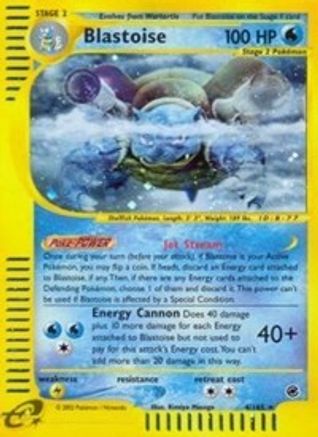 STAGE 2
Evolves from Wartortle
Put Blastoise on the Stage 1 card
Blastoise 100 HP
Stage 2 Pokémon
Shellfish Pokémon. Length: 5' 3", Weight: 189 lbs.
POKé-POWER Jet Stream
Once during your turn (before your attack), if Blastoise is your Active
Pokémon, you may flip a coin. If heads, discard an Energy card attached
to Blastoise, if any. Then, if there are any Energy cards attached to the
Defending Pokémon, choose 1 of them and discard it. This power can't
be used if Blastoise is affected by a Special Condition.
Energy Cannon Does 40 damage
plus 10 more damage for each Energy
attached to Blastoise but not used to
pay for this attack's Energy cost. You can't
add more than 20 damage in this way.
40+
weakness resistance retreat cost
© 2002 Pokémon / Nintendo Illus. Kimiya Masago 4/165 ★
e